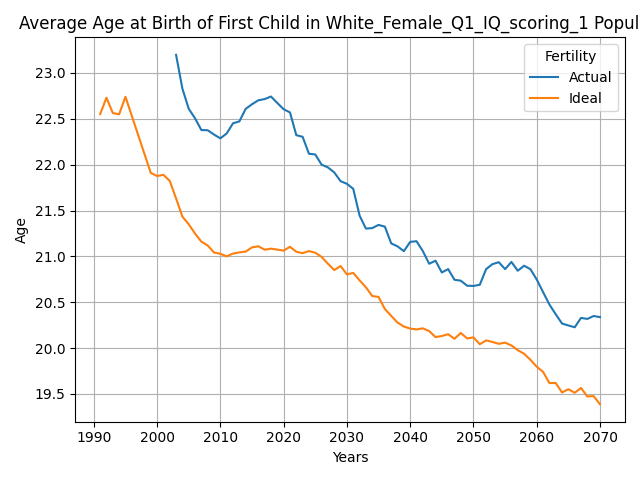 Average Age at Birth of First Child in White_Female_Q1_IQ_scoring_1 Popul
Fertility
Actual
Ideal
23.0
22.5
22.0
21.5
21.0
20.5
20.0
19.5
Age
1990 2000 2010 2020 2030 2040 2050 2060 2070
Years